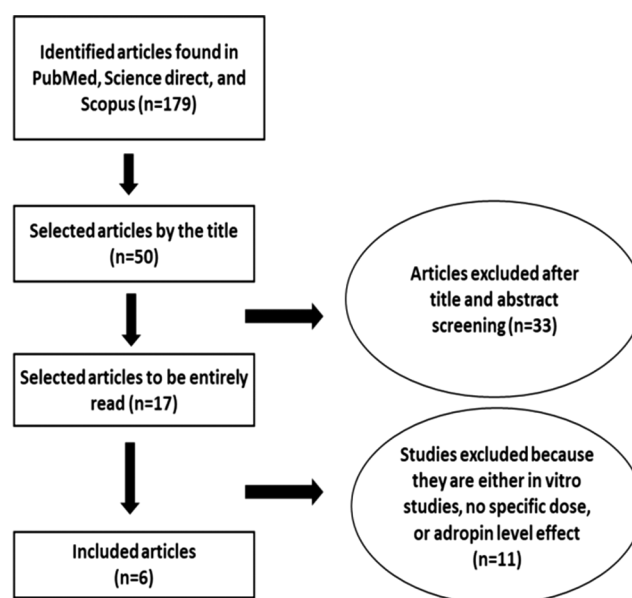 Identified articles found in
PubMed, Science direct, and
Scopus (n=179)
Selected articles by the title
(n=50)
Articles excluded after
title and abstract
screening (n=33)
Selected articles to be entirely
read (n=17)
Studies excluded because
they are either in vitro
studies, no specific dose,
or adropin level effect
(n=11)
Included articles
(n=6)